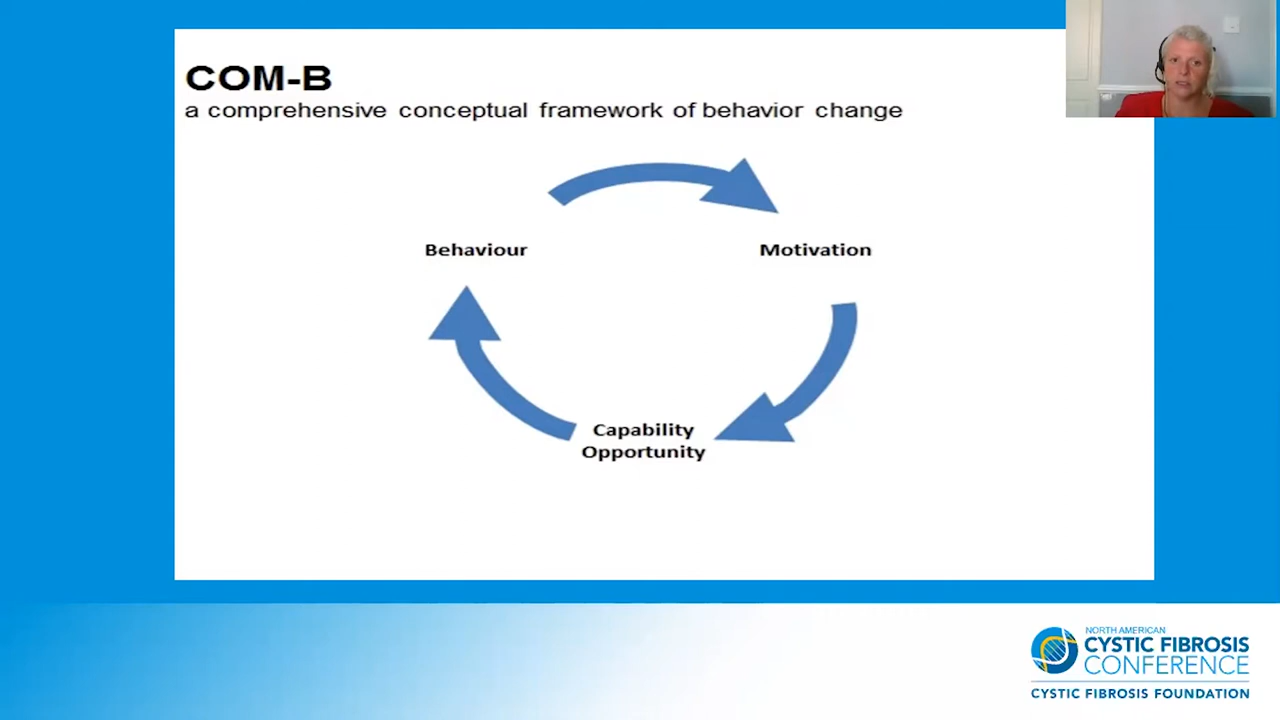 COM-B
a comprehensive conceptual framework of behavior change
Behaviour
Motivation
Capability
Opportunity
NORTH AMERICAN
CYSTIC FIBROSIS
CONFERENCE
CYSTIC FIBROSIS FOUNDATION